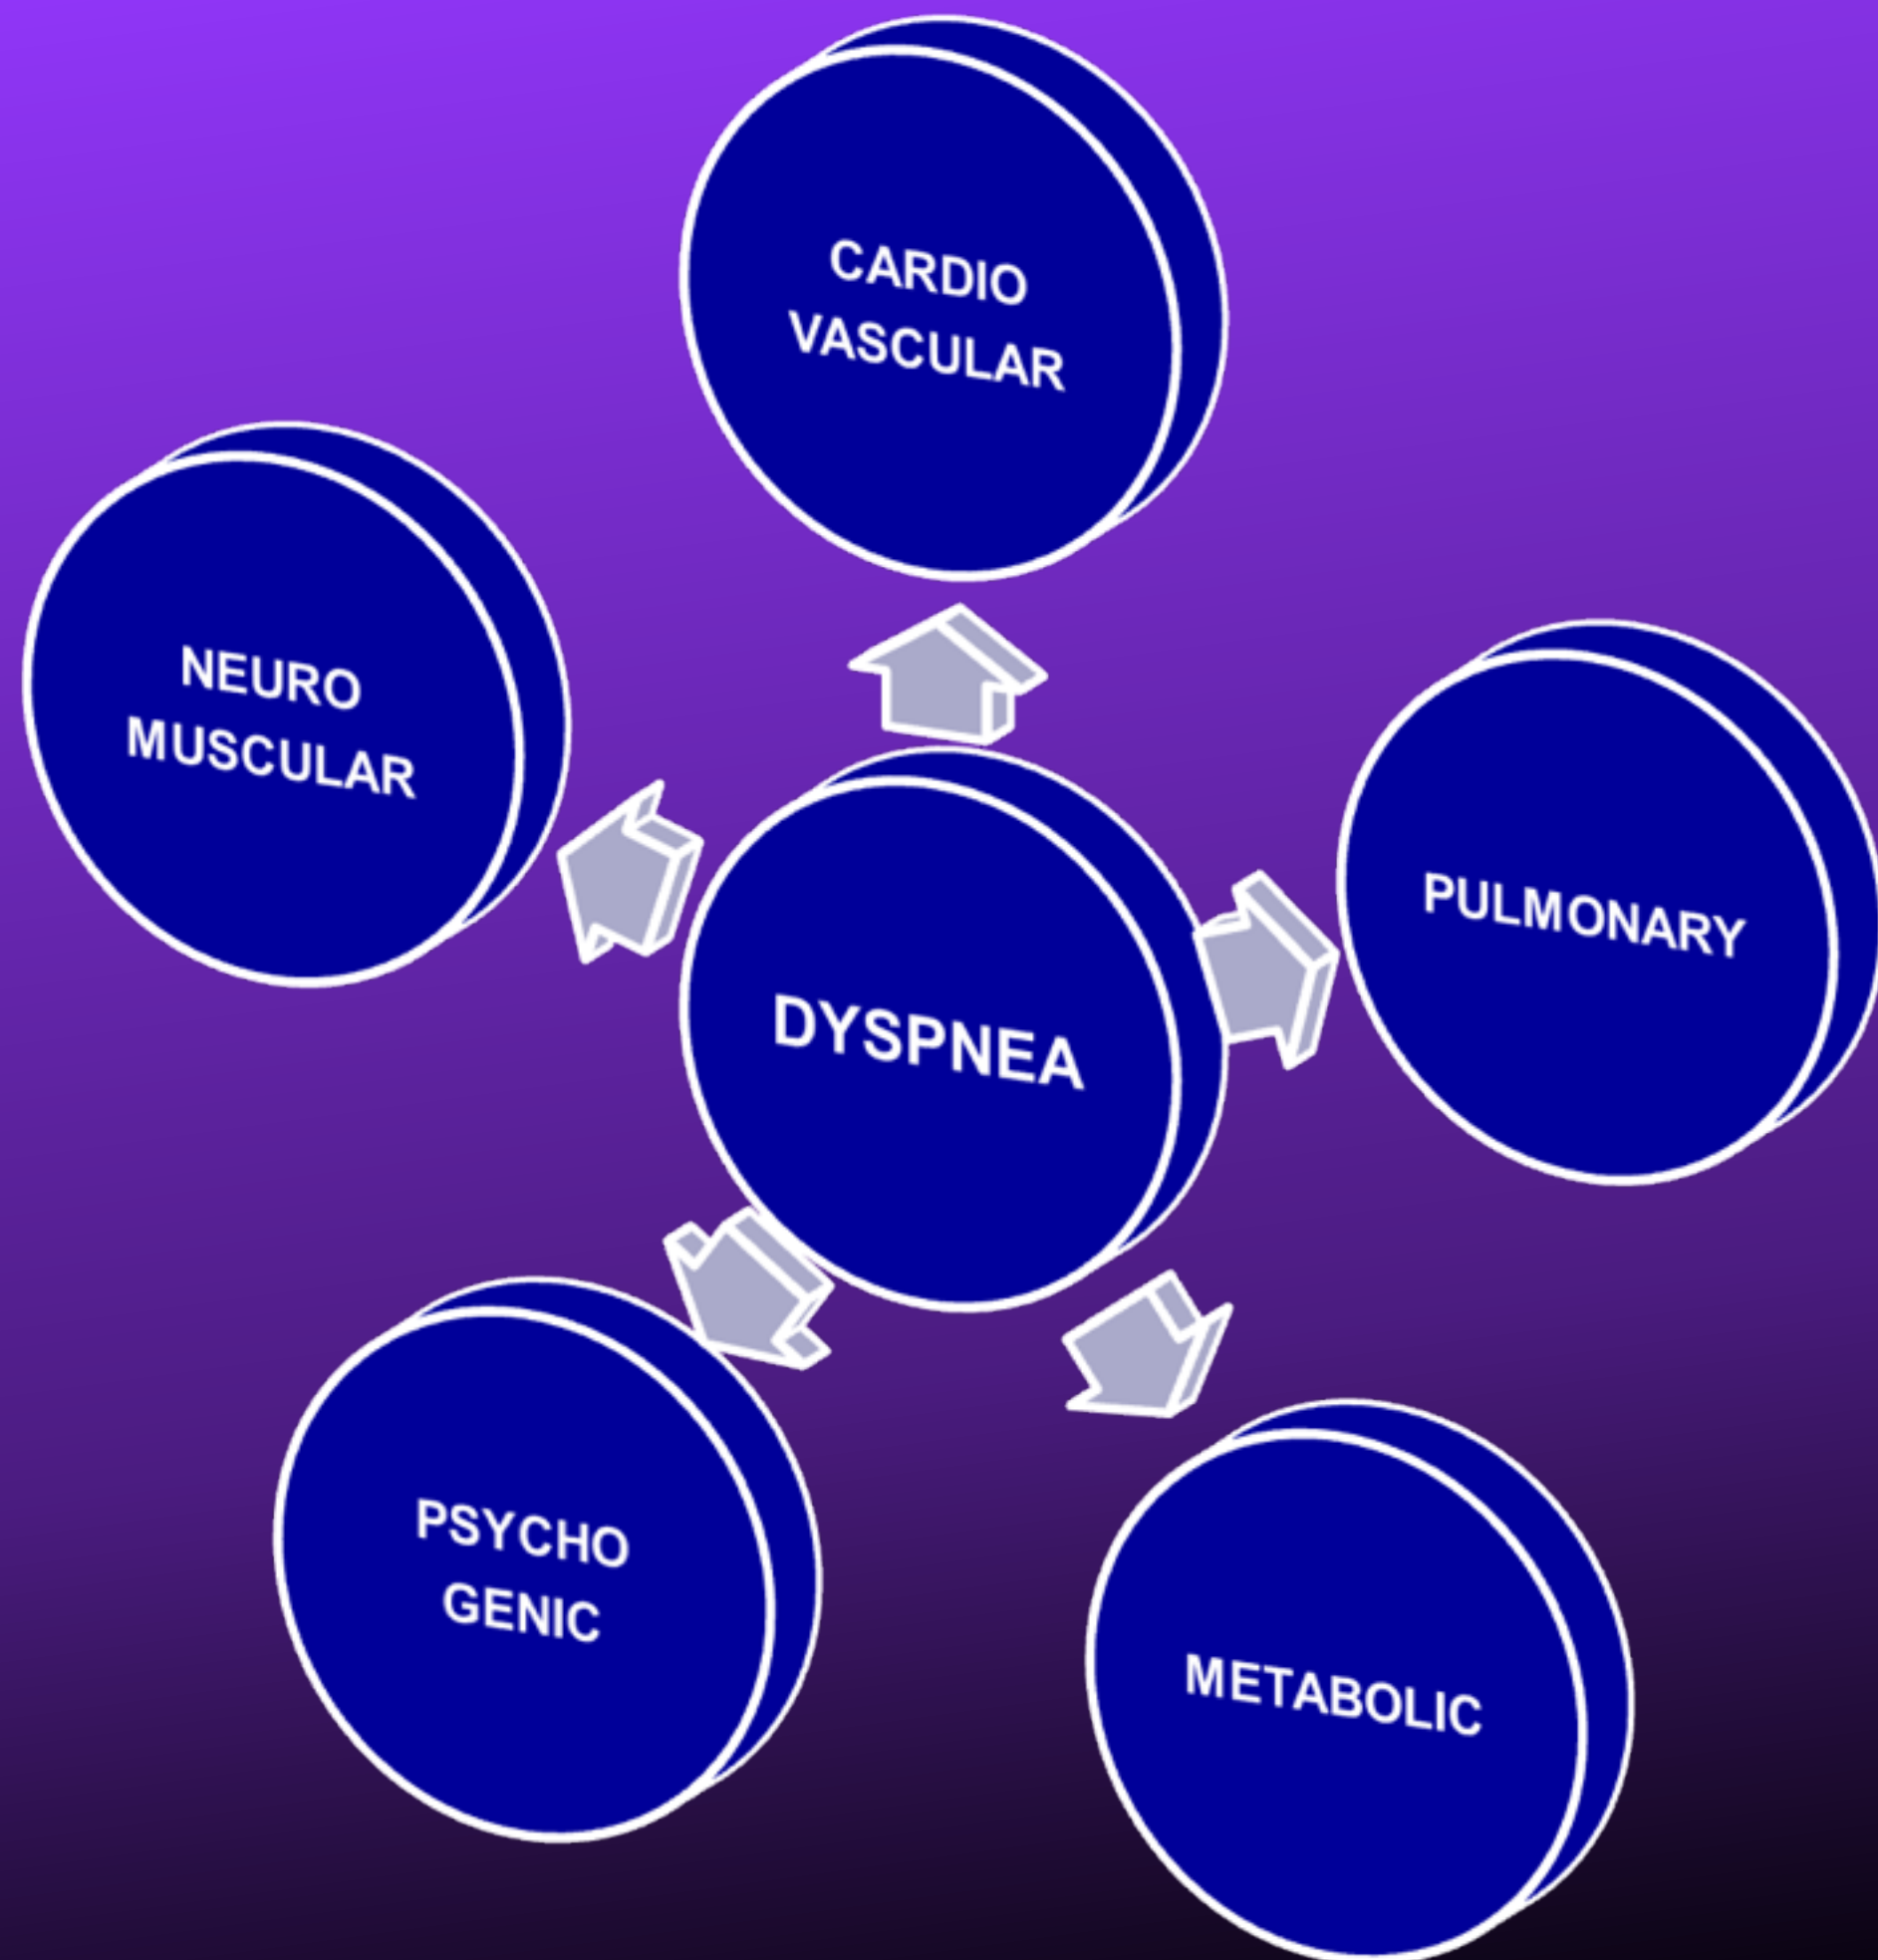 CARDIO
VASCULAR
NEURO
MUSCULAR
PULMONARY
DYSPNEA
PSYCHO
GENIC
METABOLIC